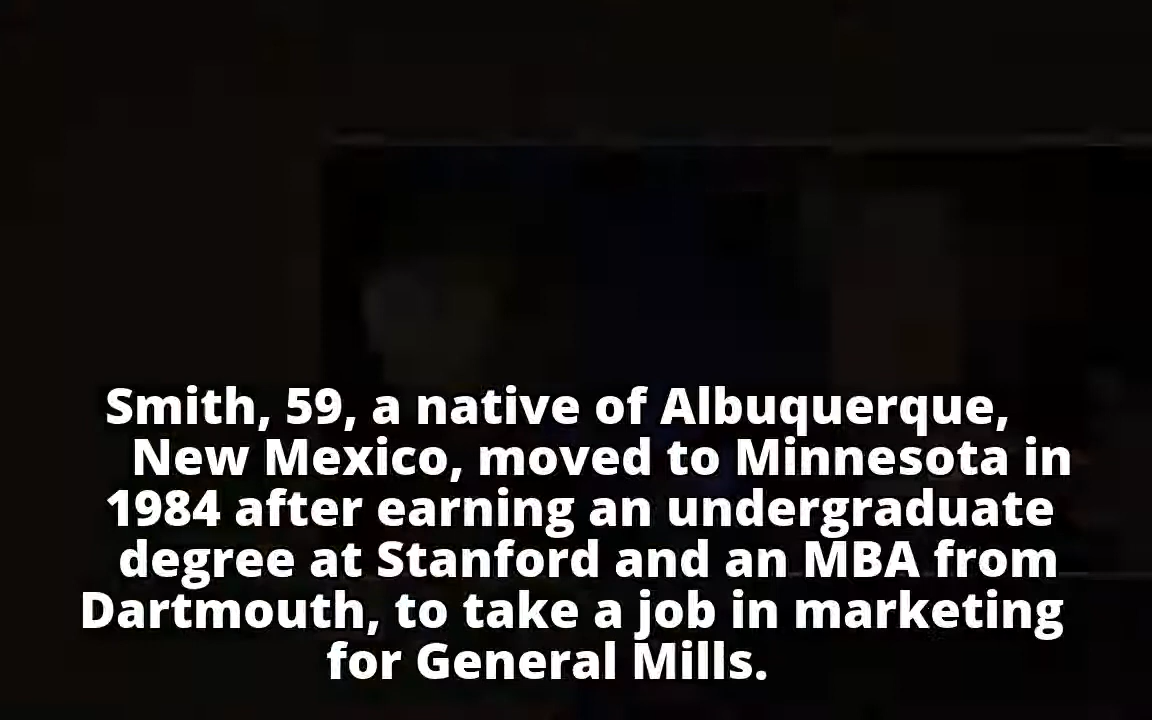 Smith, 59, a native of Albuquerque,
New Mexico, moved to Minnesota in
1984 after earning an undergraduate
degree at Stanford and an MBA from
Dartmouth, to take a job in marketing
for General Mills.